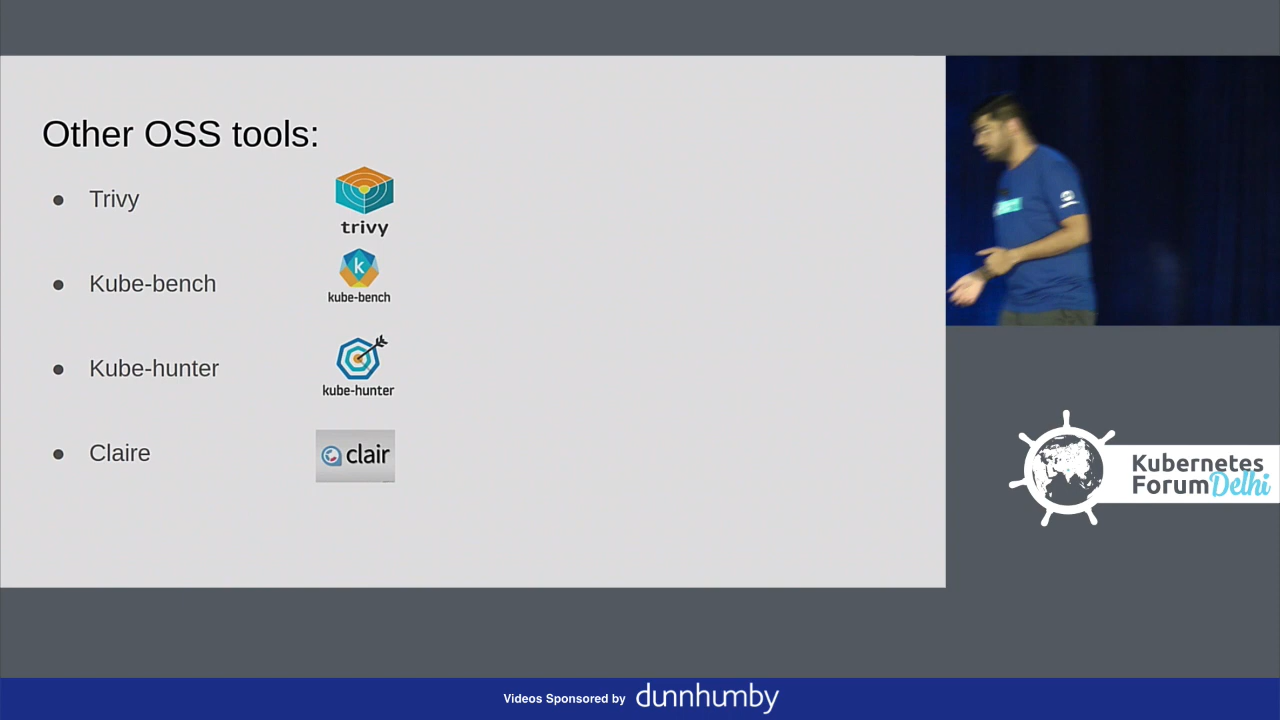 Other OSS tools:
Trivy
trivy
Kube-bench
k
kube-bench
Kube-hunter
kube-hunter
Claire
clair
Kubernetes
Forum Delhi
Videos Sponsored by dunnhumby